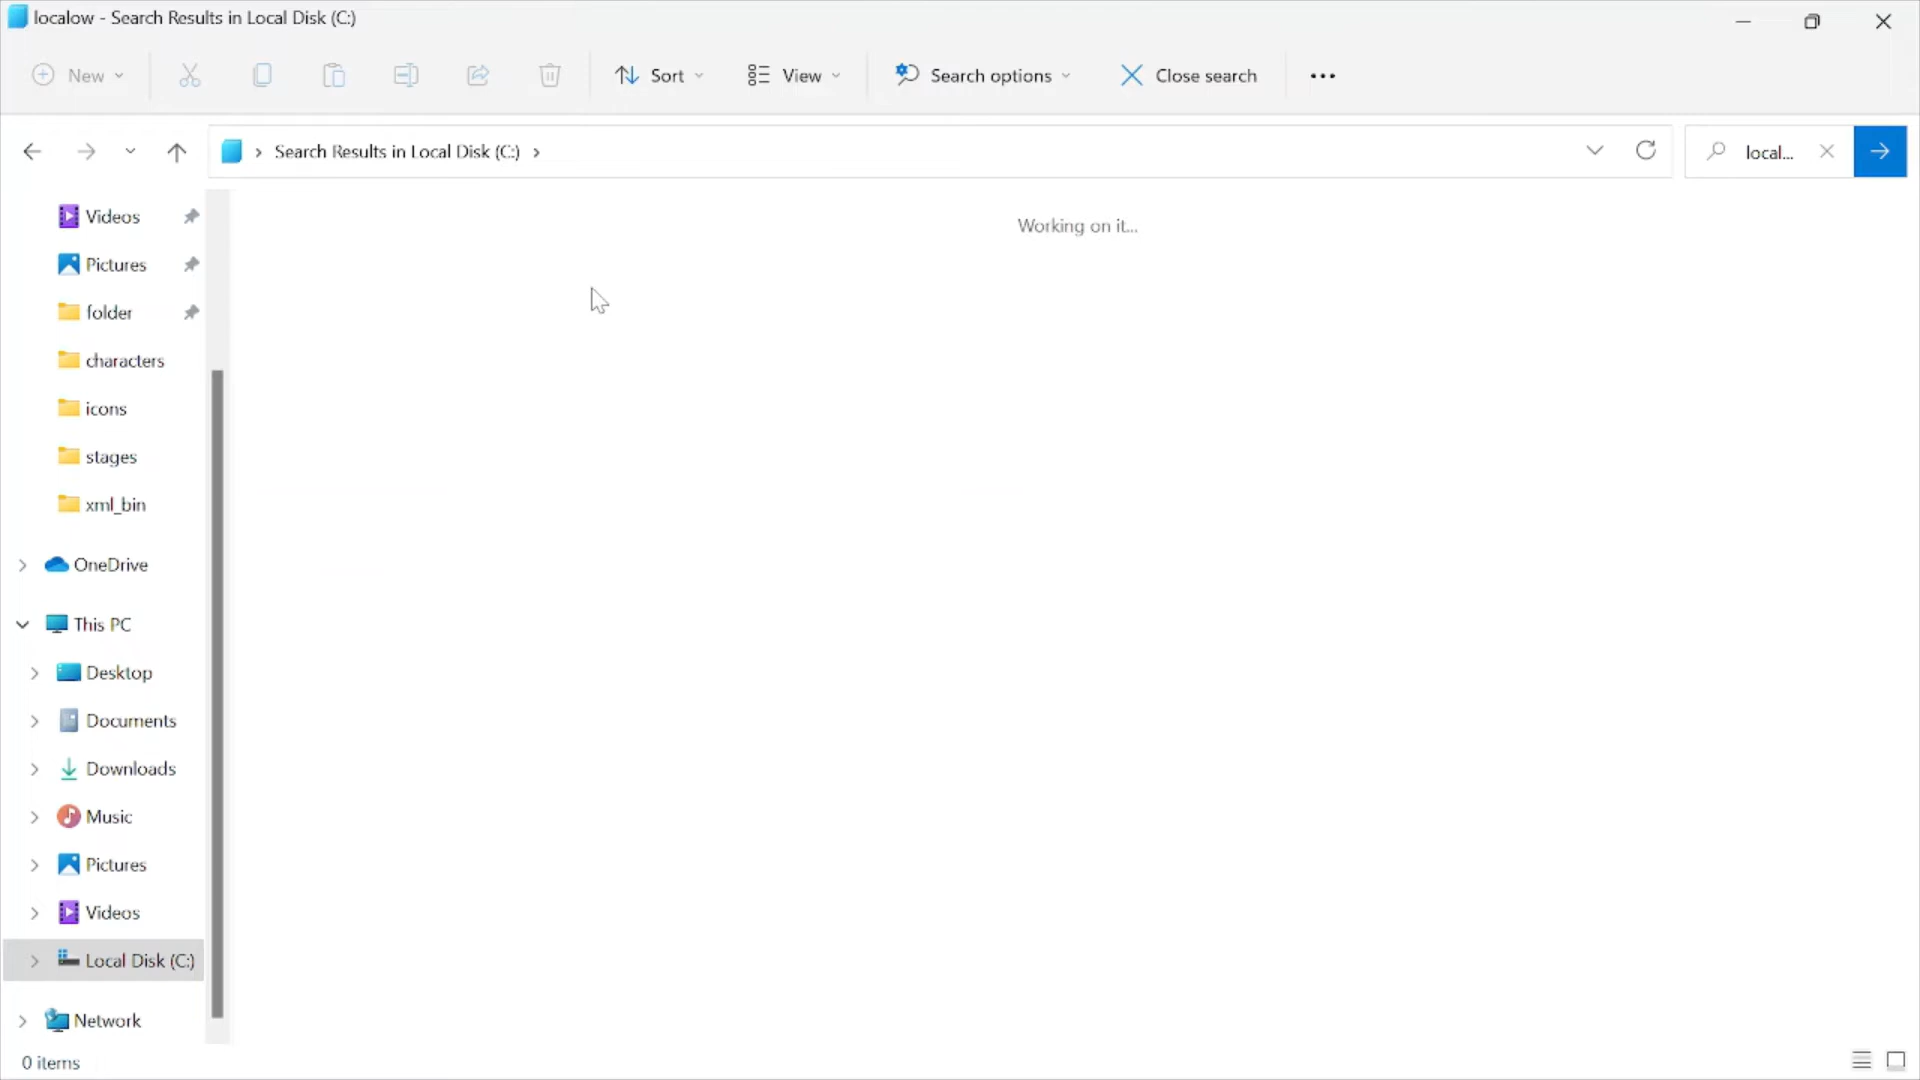 localow - Search Results in Local Disk (C:)
New
Sort
View
Search options
Close search
Search Results in Local Disk (C:)
local...
Working on it...
Videos
Pictures
folder
characters
icons
stages
xml_bin
OneDrive
This PC
Desktop
Documents
Downloads
Music
Pictures
Videos
Local Disk (C:)
Network
0 items